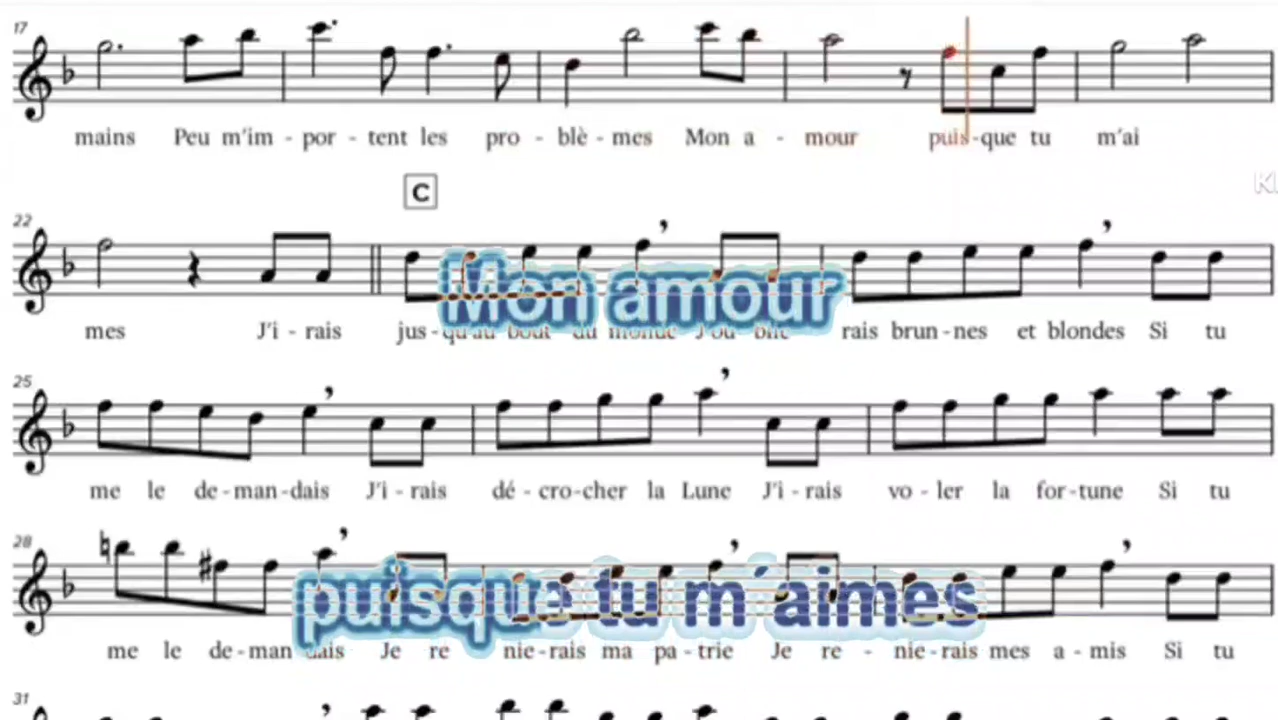 17
mains Peu m'im - por - tent les pro - blè - mes Mon a - mour puis - que tu m'ai
C
22
Mon amour
mes J'i - rais jus - qu'au bout du monde J'ou - blie rais brun - nes et blondes Si tu
25
me le de - man - dais J'i - rais dé - cro - cher la Lune J'i - rais vo - ler la for - tune Si tu
28
puisque tu m'aimes
me le de - man dais Je re nie - rais ma pa - trie Je re - nie - rais mes a - mis Si tu
31